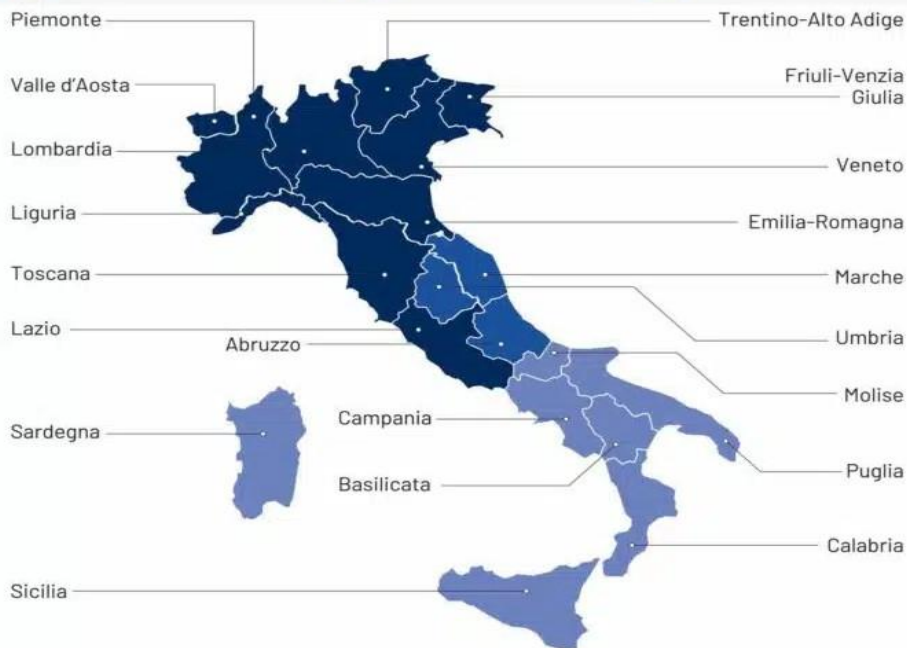 Piemonte
Trentino-Alto Adige
Valle d'Aosta
Friuli-Venzia
Giulia
Lombardia
Veneto
Liguria
Emilia-Romagna
Toscana
Marche
Lazio
Umbria
Abruzzo
Molise
Campania
Sardegna
Puglia
Basilicata
Calabria
Sicilia